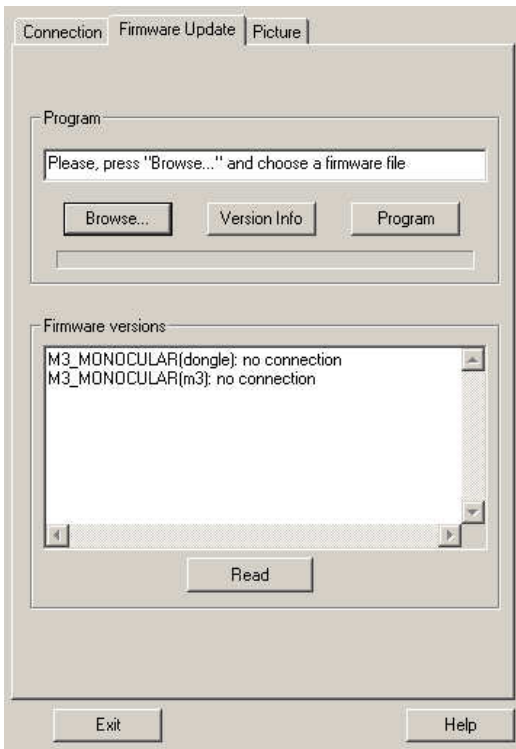 Connection Firmware Update Picture
Program
Please, press "Browse..." and choose a firmware file
Browse... Version Info Program
Firmware versions
M3_MONOCULAR(dongle): no connection
M3_MONOCULAR(m3): no connection
Read
Exit Help